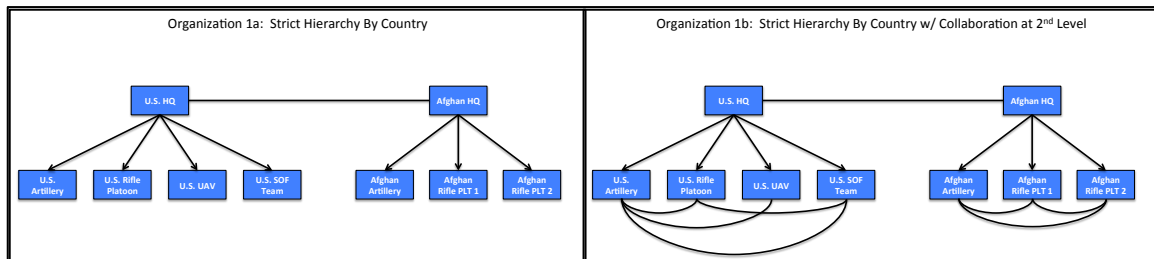 Organization 1a:  Strict Hierarchy By Country
U.S. HQ
Afghan HQ
U.S.
Artillery
U.S. Rifle
Platoon
U.S. UAV
U.S. SOF
Team
Afghan
Artillery
Afghan
Rifle PLT 1
Afghan
Rifle PLT 2
Organization 1b:  Strict Hierarchy By Country w/ Collaboration at 2nd Level
U.S. HQ
Afghan HQ
U.S.
Artillery
U.S. Rifle
Platoon
U.S. UAV
U.S. SOF
Team
Afghan
Artillery
Afghan
Rifle PLT 1
Afghan
Rifle PLT 2